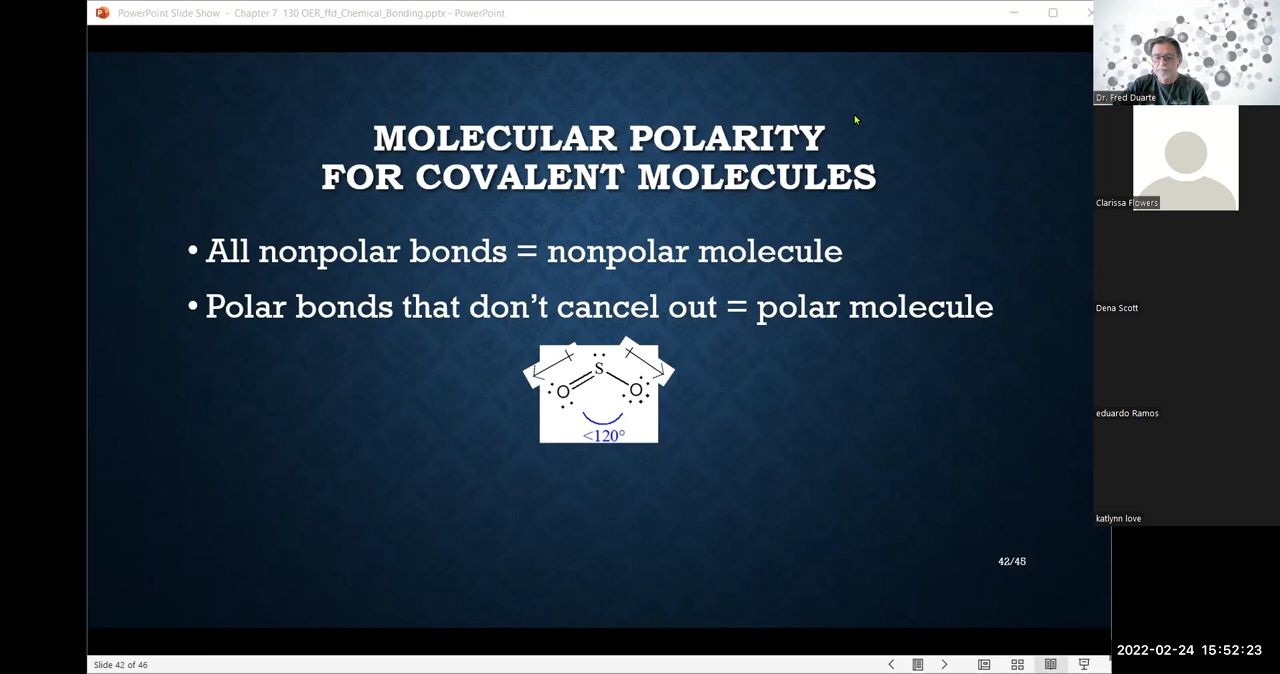 PowerPoint Slide Show - Chapter 7 130 OER_ffd_Chemical_Bonding.pptx - PowerPoint
MOLECULAR POLARITY
FOR COVALENT MOLECULES
• All nonpolar bonds = nonpolar molecule
• Polar bonds that don't cancel out = polar molecule
S
O O
<120°
42/45
Slide 42 of 46
Dr. Fred Duarte
Clarissa Flowers
Dena Scott
eduardo Ramos
katlynn love
2022-02-24 15:52:23